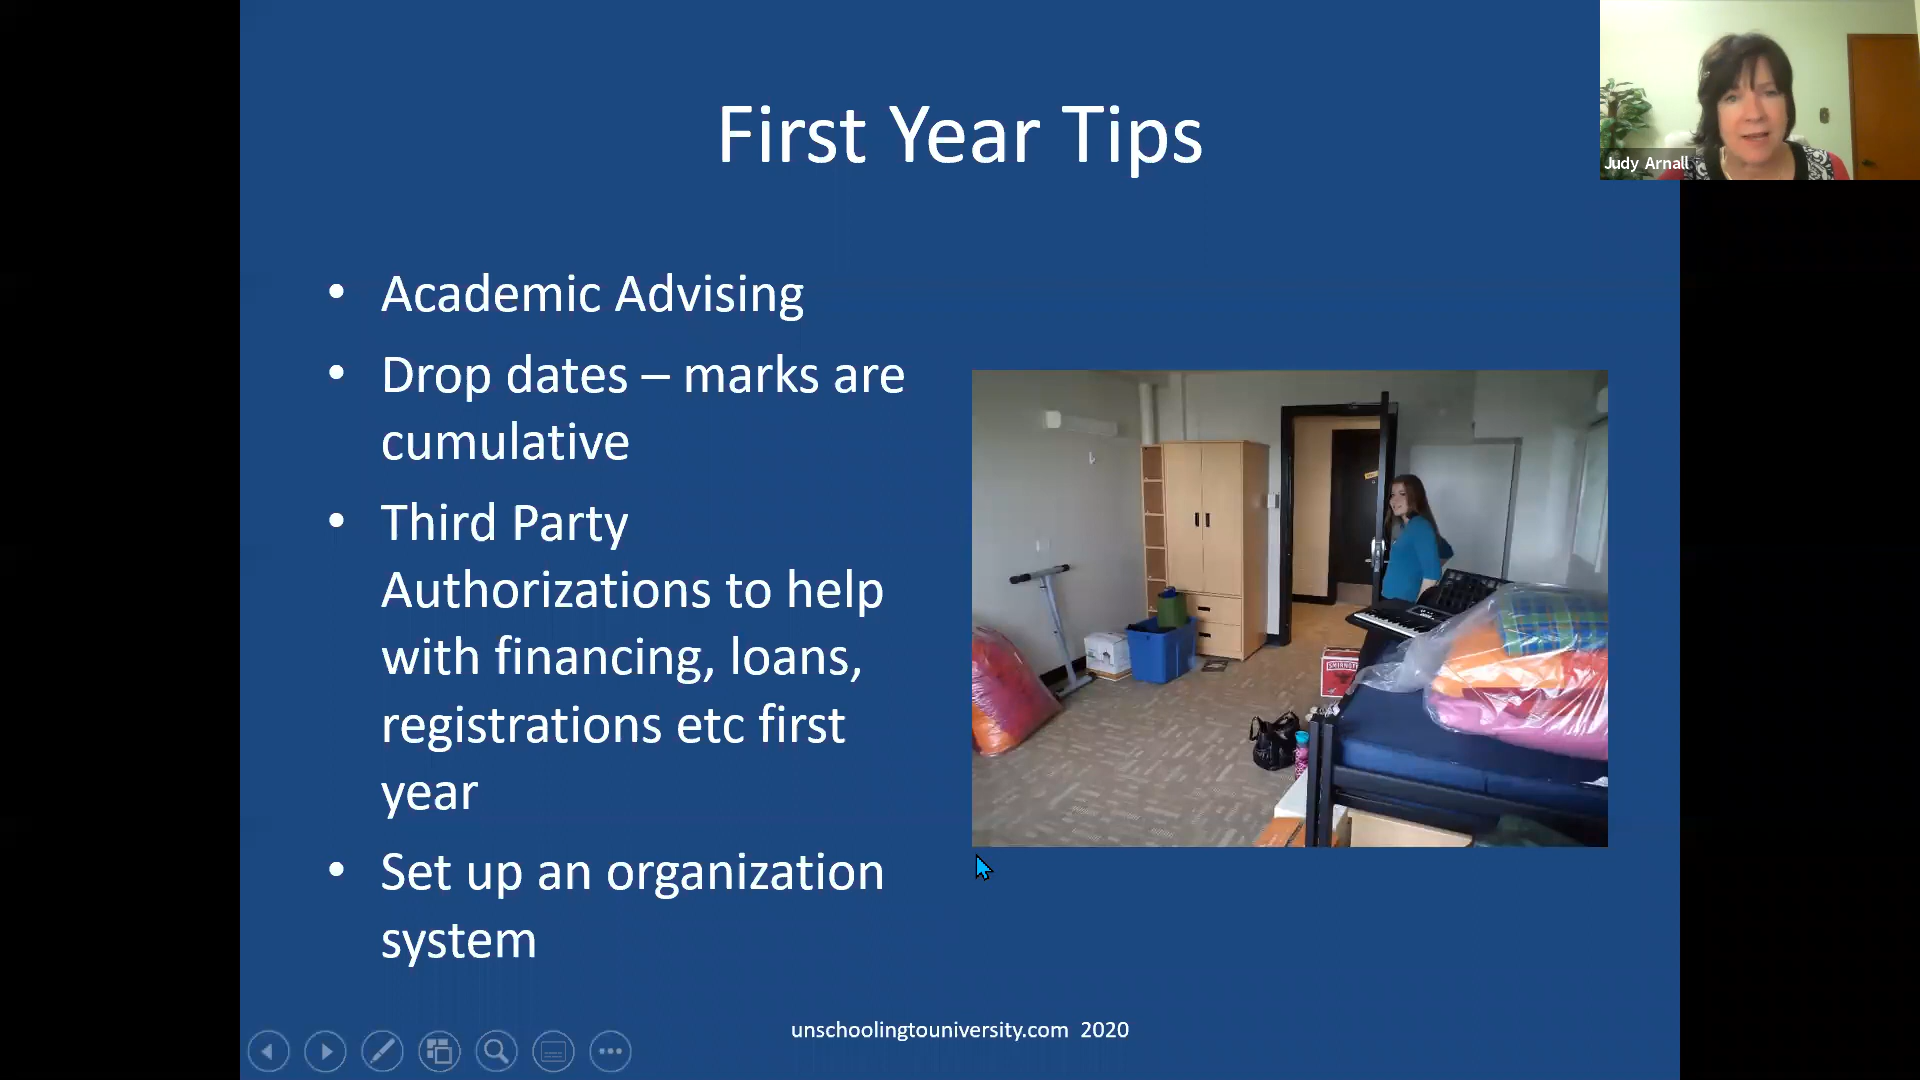 First Year Tips
Judy Arnall
• Academic Advising
• Drop dates – marks are
cumulative
• Third Party
Authorizations to help
with financing, loans,
registrations etc first
year
• Set up an organization
system
SMIRNOFF
unschoolingtouniversity.com 2020